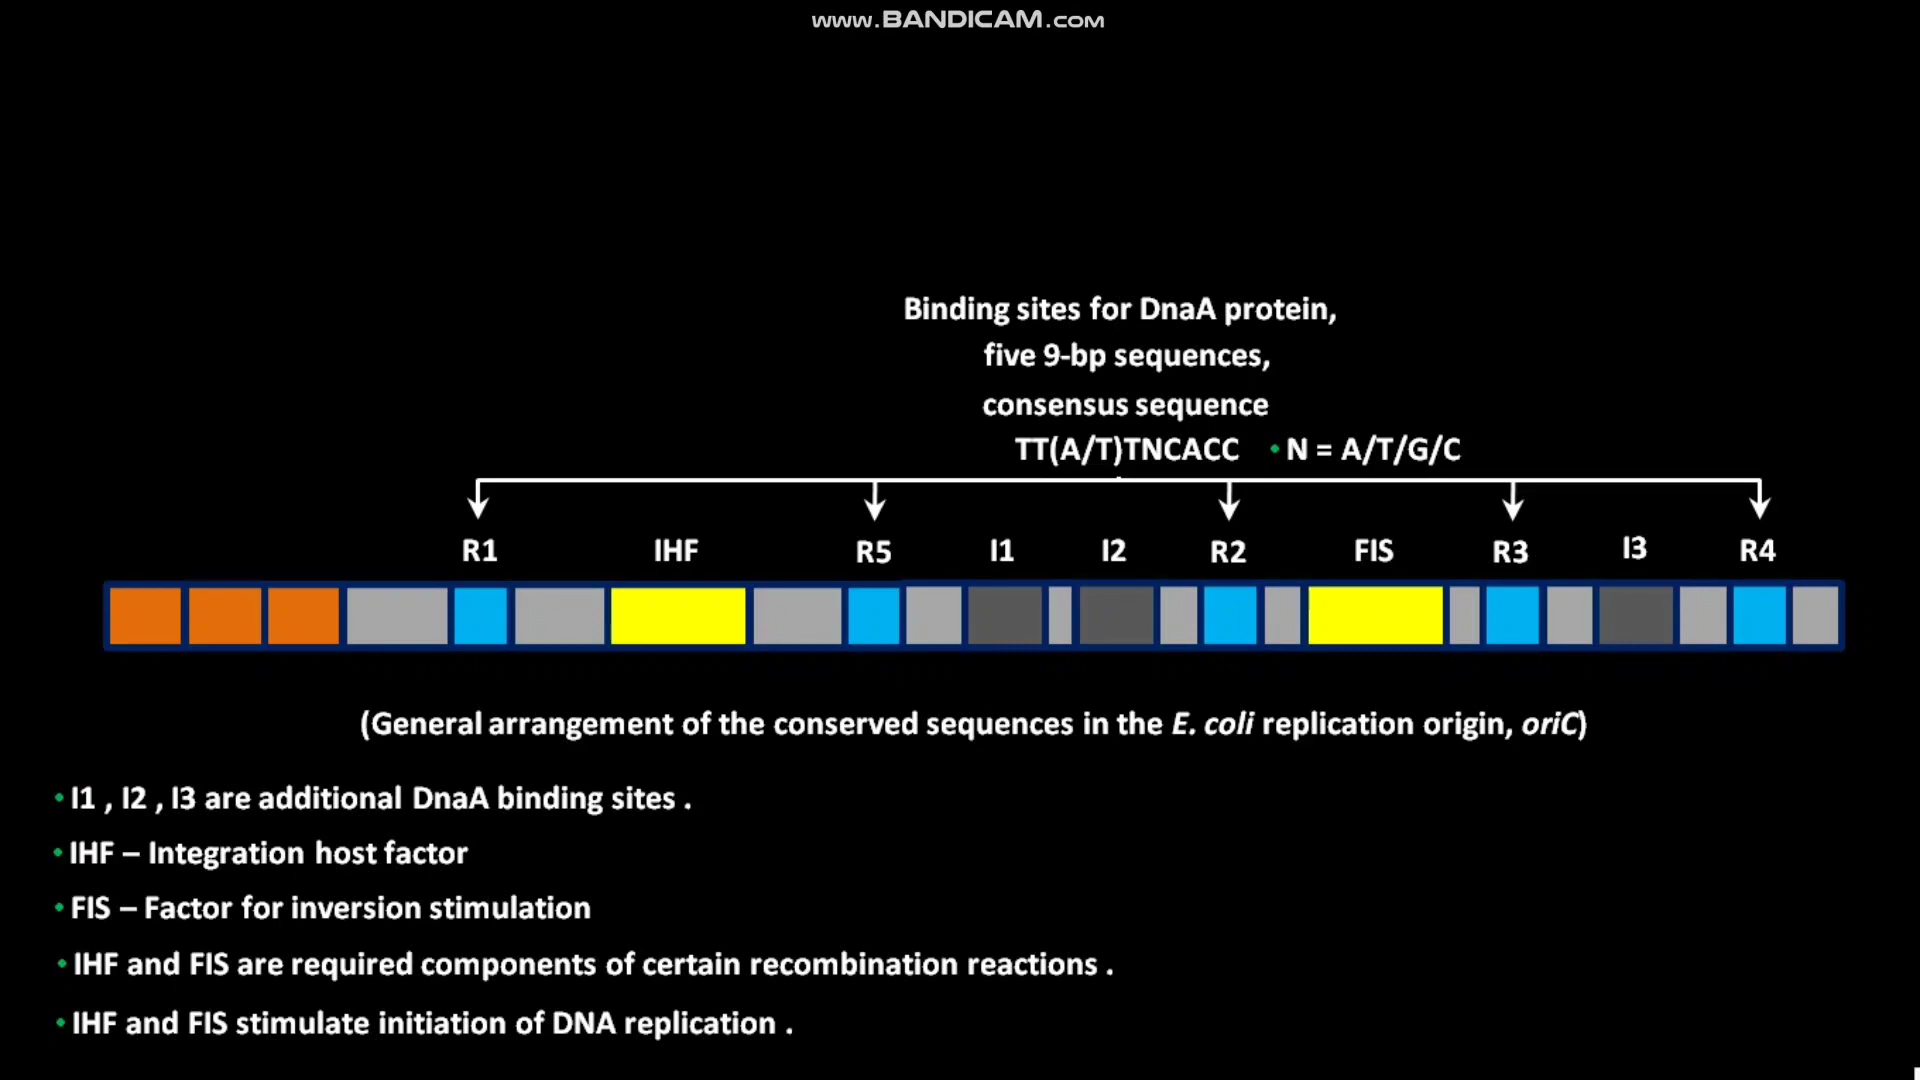 www.BANDICAM.com
Binding sites for DnaA protein,
five 9-bp sequences,
consensus sequence
TT(A/T)TNCACC • N = A/T/G/C
R1 IHF R5 I1 I2 R2 FIS R3 I3 R4
(General arrangement of the conserved sequences in the E. coli replication origin, oriC)
• I1 , I2 , I3 are additional DnaA binding sites .
• IHF – Integration host factor
• FIS – Factor for inversion stimulation
• IHF and FIS are required components of certain recombination reactions .
• IHF and FIS stimulate initiation of DNA replication .